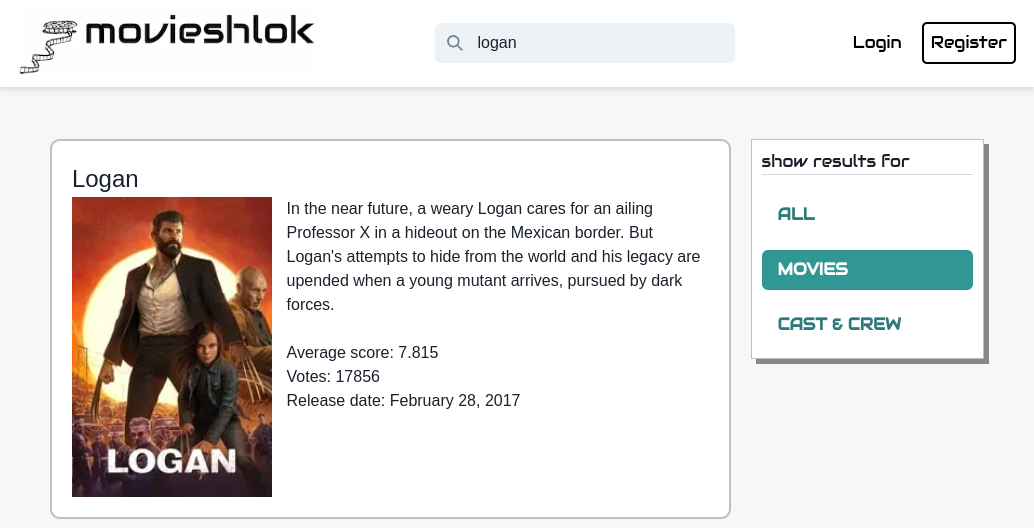 movieshlok
logan
Login
Register
Logan
In the near future, a weary Logan cares for an ailing
Professor X in a hideout on the Mexican border. But
Logan's attempts to hide from the world and his legacy are
upended when a young mutant arrives, pursued by dark
forces.
Average score: 7.815
Votes: 17856
Release date: February 28, 2017
LOGAN
show results for
ALL
MOVIES
CAST & CREW